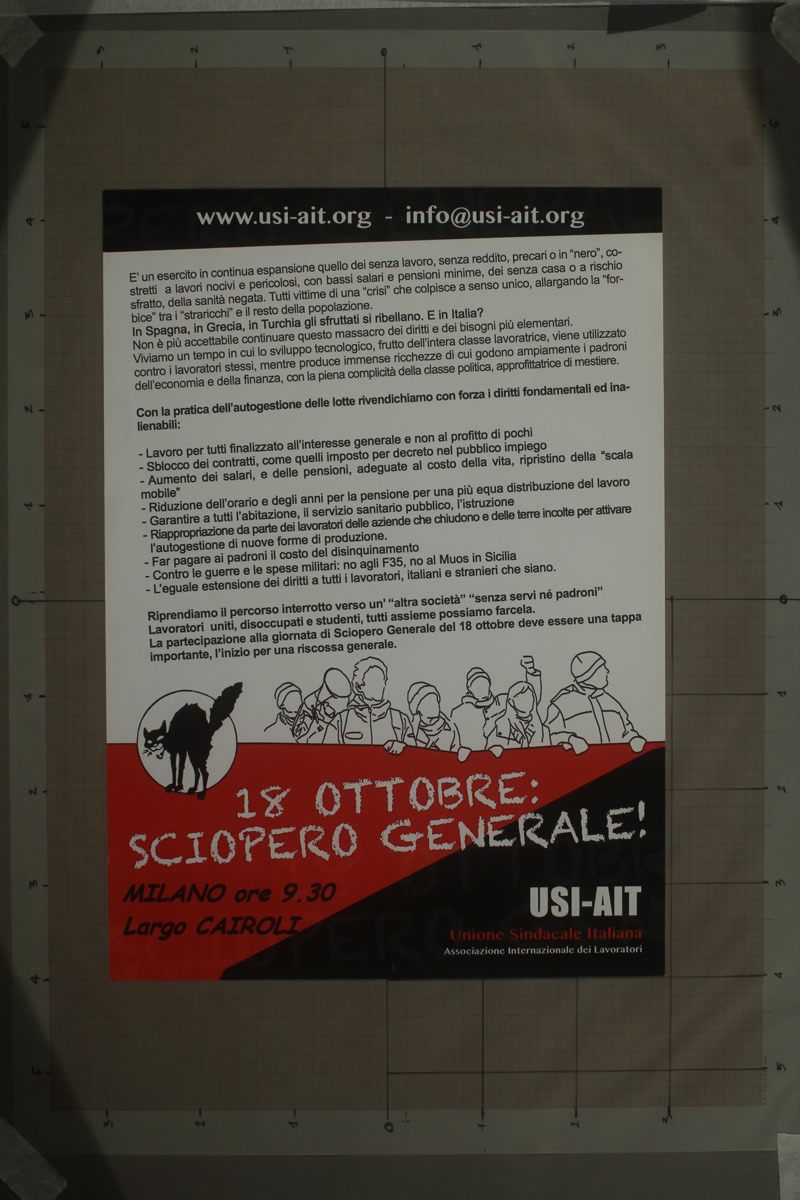 www.usi-ait.org - info@usi-ait.org
E' un esercito in continua espansione quello dei senza lavoro, senza reddito, precari o in "nero", co-
stretti a lavori nocivi e pericolosi, con bassi salari e pensioni minime, dei senza casa o a rischio
sfratto, della sanità negata. Tutti vittime di una "crisi" che colpisce a senso unico, allargando la "for-
bice" tra i "straricchi" e il resto della popolazione.
In Spagna, in Grecia, in Turchia gli sfruttati si ribellano. E in Italia?
Non è più accettabile continuare questo massacro dei diritti e dei bisogni più elementari.
Viviamo un tempo in cui lo sviluppo tecnologico, frutto dell'intera classe lavoratrice, viene utilizzato
contro i lavoratori stessi, mentre produce immense ricchezze di cui godono ampiamente i padroni
dell'economia e della finanza, con la piena complicità della classe politica, approfittatrice di mestiere.
Con la pratica dell'autogestione delle lotte rivendichiamo con forza i diritti fondamentali ed ina-
lienabili:
- Lavoro per tutti finalizzato all'interesse generale e non al profitto di pochi
- Sblocco dei contratti, come quelli imposto per decreto nel pubblico impiego
- Aumento dei salari, e delle pensioni, adeguate al costo della vita, ripristino della "scala
mobile"
- Riduzione dell'orario e degli anni per la pensione per una più equa distribuzione del lavoro
- Garantire a tutti l'abitazione, il servizio sanitario pubblico, l'istruzione
- Riappropriazione da parte dei lavoratori delle aziende che chiudono e delle terre incolte per attivare
l'autogestione di nuove forme di produzione.
- Far pagare ai padroni il costo del disinquinamento
- Contro le guerre e le spese militari: no agli F35, no al Muos in Sicilia
- L'eguale estensione dei diritti a tutti i lavoratori, italiani e stranieri che siano.
Riprendiamo il percorso interrotto verso un' "altra società" "senza servi né padroni"
Lavoratori uniti, disoccupati e studenti, tutti assieme possiamo farcela.
La partecipazione alla giornata di Sciopero Generale del 18 ottobre deve essere una tappa
importante, l'inizio per una riscossa generale.
18 OTTOBRE:
SCIOPERO GENERALE!
MILANO ore 9.30
Largo CAIROLI
USI-AIT
Unione Sindacale Italiana
Associazione Internazionale dei Lavoratori